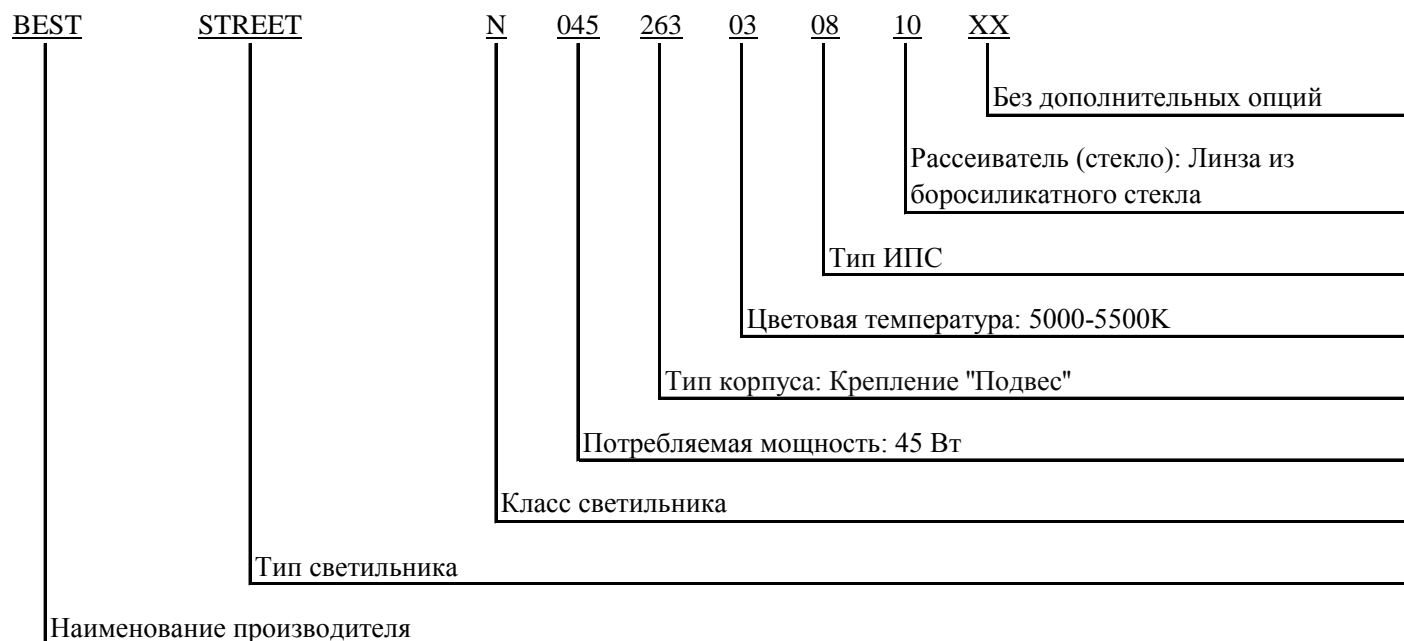 BEST STREET N 045 263 03 08 10 XX
Без дополнительных опций
Рассеиватель (стекло): Линза из
боросиликатного стекла
Тип ИПС
Цветовая температура: 5000-5500К
Тип корпуса: Крепление "Подвес"
Потребляемая мощность: 45 Вт
Класс светильника
Тип светильника
Наименование производителя